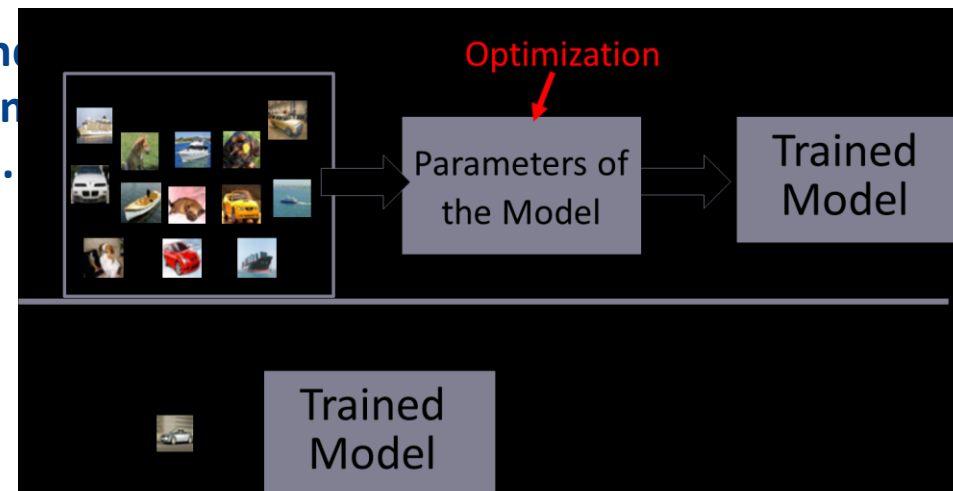 Optimization
Parameters of
the Model
Trained
Model
Trained
Model